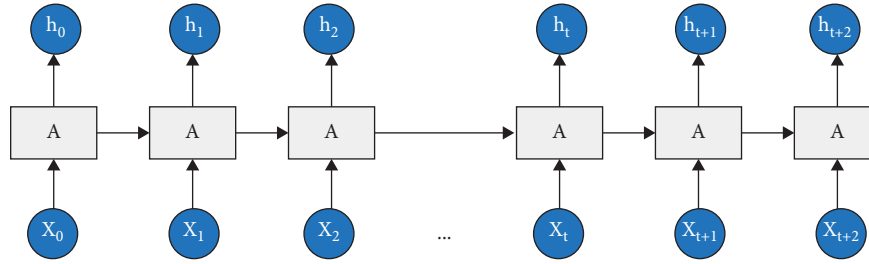 h₀ h₁ h₂ hₜ hₜ₊₁ hₜ₊₂
A A A A A A
X₀ X₁ X₂ ... Xₜ Xₜ₊₁ Xₜ₊₂